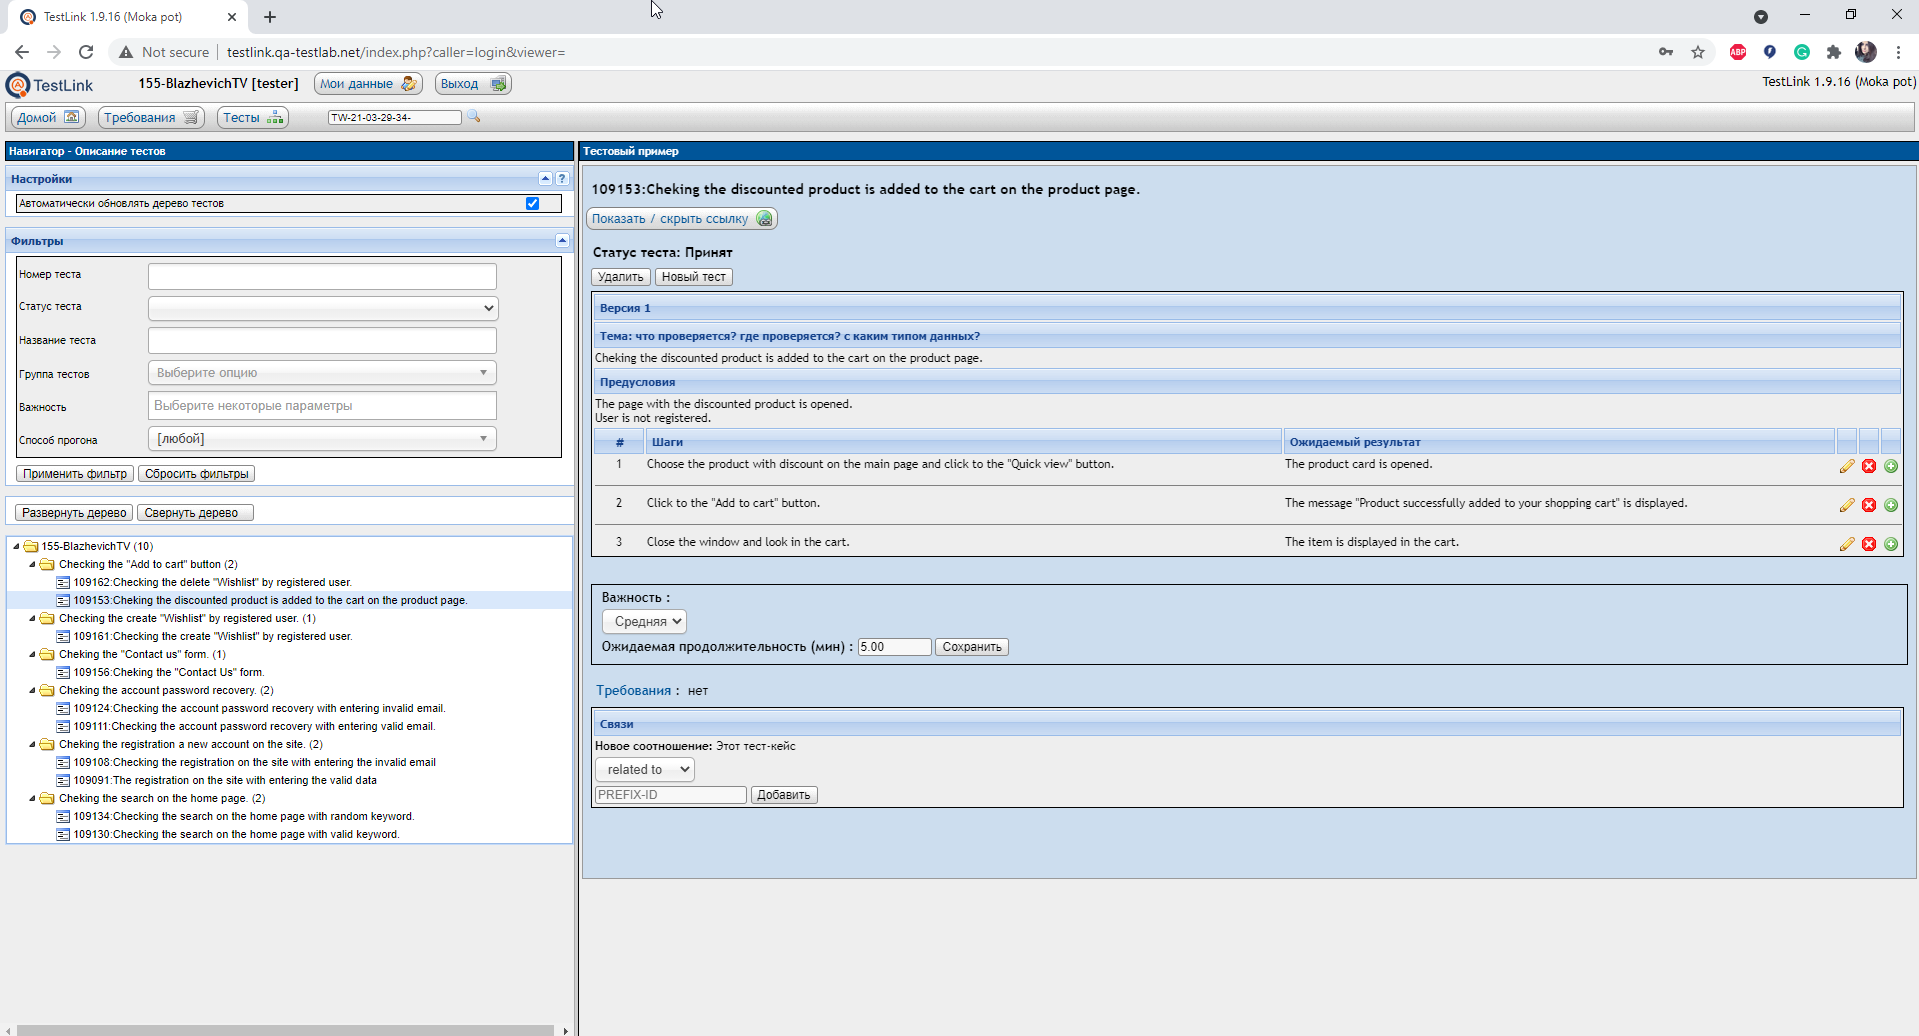 TestLink 1.9.16 (Moka pot)
Not secure
testlink.qa-testlab.net/index.php?caller=login&viewer=
ABP
TestLink
155-BlazhevichTV [tester]
Мои данные
Выход
TestLink 1.9.16 (Moka pot)
Домой
Требования
Тесты
TW-21-03-29-34-
Навигатор - Описание тестов
Настройки
?
Автоматически обновлять дерево тестов
Фильтры
Номер теста
Статус теста
Название теста
Группа тестов
Выберите опцию
Важность
Выберите некоторые параметры
Способ прогона
[любой]
Применить фильтр
Сбросить фильтры
Развернуть дерево
Свернуть дерево
155-BlazhevichTV (10)
Checking the "Add to cart" button (2)
109162:Checking the delete "Wishlist" by registered user.
109153:Cheking the discounted product is added to the cart on the product page.
Checking the create "Wishlist" by registered user. (1)
109161:Checking the create "Wishlist" by registered user.
Cheking the "Contact us" form. (1)
109156:Cheking the "Contact Us" form.
Cheking the account password recovery. (2)
109124:Checking the account password recovery with entering invalid email.
109111:Checking the account password recovery with entering valid email.
Cheking the registration a new account on the site. (2)
109108:Checking the registration on the site with entering the invalid email
109091:The registration on the site with entering the valid data
Cheking the search on the home page. (2)
109134:Checking the search on the home page with random keyword.
109130:Checking the search on the home page with valid keyword.
Тестовый пример
109153:Cheking the discounted product is added to the cart on the product page.
Показать / скрыть ссылку
Статус теста: Принят
Удалить
Новый тест
Версия 1
Тема: что проверяется? где проверяется? с каким типом данных?
Cheking the discounted product is added to the cart on the product page.
Предусловия
The page with the discounted product is opened.
User is not registered.
# Шаги Ожидаемый результат
1 Choose the product with discount on the main page and click to the "Quick view" button. The product card is opened.
2 Click to the "Add to cart" button. The message "Product successfully added to your shopping cart" is displayed.
3 Close the window and look in the cart. The item is displayed in the cart.
Важность :
Средняя
Ожидаемая продолжительность (мин) : 5.00 Сохранить
Требования : нет
Связи
Новое соотношение: Этот тест-кейс
related to
PREFIX-ID
Добавить